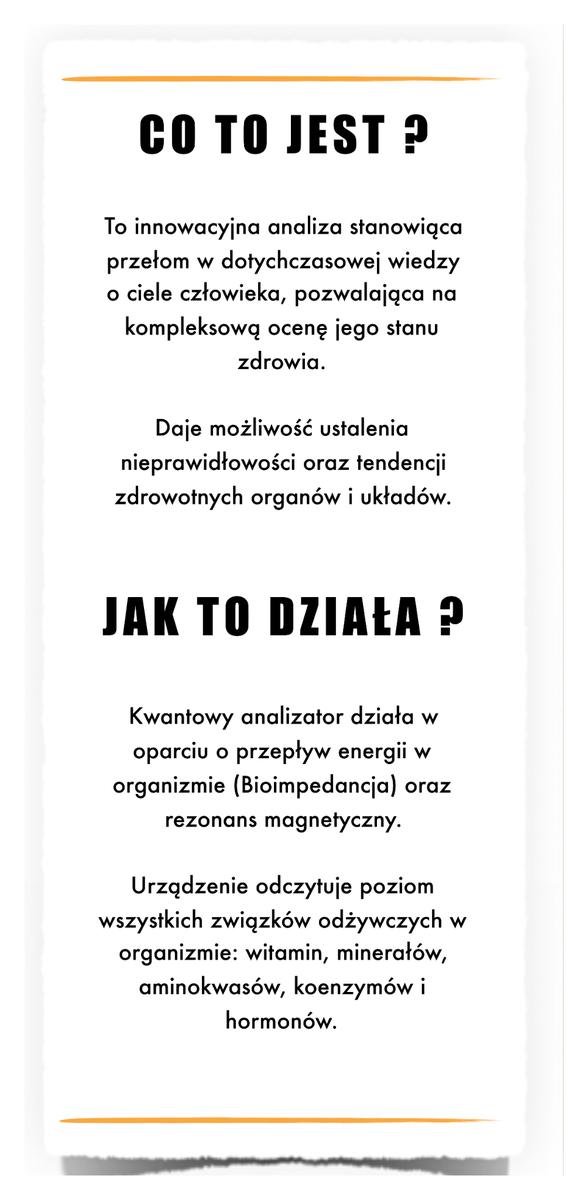 CO TO JEST ?
To innowacyjna analiza stanowiąca
przełom w dotychczasowej wiedzy
o ciele człowieka, pozwalająca na
kompleksową ocenę jego stanu
zdrowia.
Daje możliwość ustalenia
nieprawidłowości oraz tendencji
zdrowotnych organów i układów.
JAK TO DZIAŁA ?
Kwantowy analizator działa w
oparciu o przepływ energii w
organizmie (Bioimpedancja) oraz
rezonans magnetyczny.
Urządzenie odczytuje poziom
wszystkich związków odżywczych w
organizmie: witamin, minerałów,
aminokwasów, koenzymów i
hormonów.